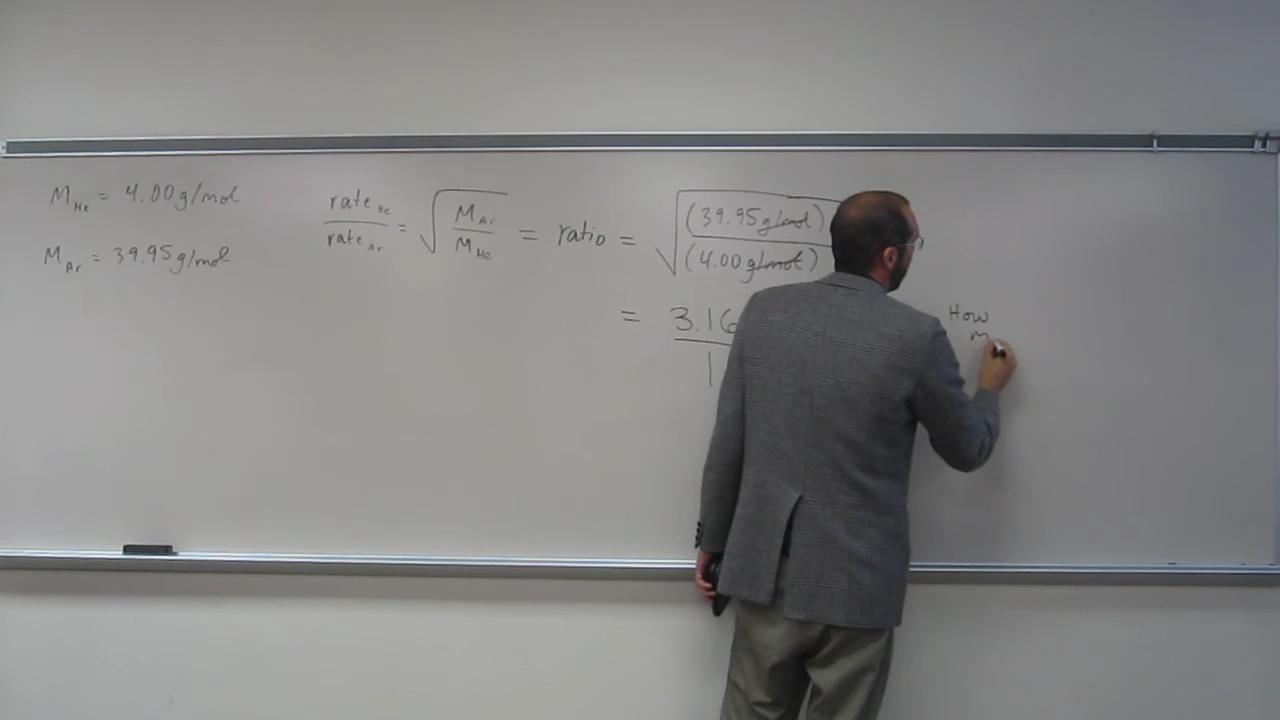 M_He = 4.00 g/mol
M_Ar = 39.95 g/mol
rate_He / rate_Ar = √(M_Ar / M_He) = ratio = √((39.95 g/mol) / (4.00 g/mol))
= 3.16 / 1
How
m